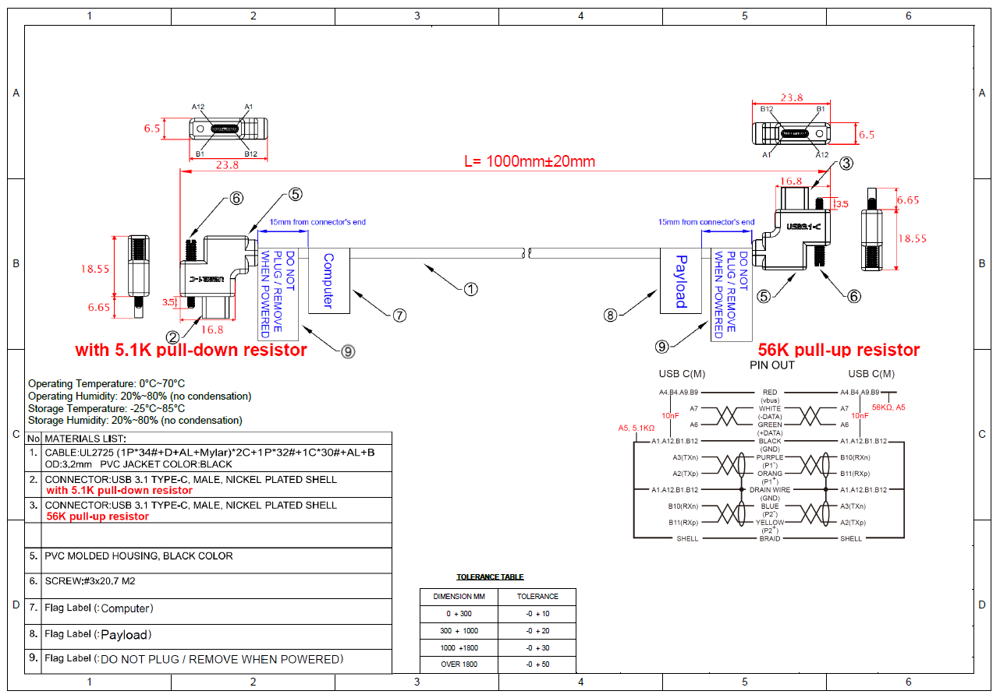 1 2 3 4 5 6
A
A
B
B
C
C
D
D
A12 A1
6.5
B1 B12
23.8
23.8
B12 B1
6.5
A1 A12
L= 1000mm±20mm
3
16.8
3.5
6.65
18.55
USB3.1-C
6
5
15mm from connector's end
15mm from connector's end
18.55
6.65
3.5
16.8
USB3.1-C
2
DO NOT
PLUG / REMOVE
WHEN POWERED
Computer
1
7
9
Payload
DO NOT
PLUG / REMOVE
WHEN POWERED
8
9
5
6
with 5.1K pull-down resistor
56K pull-up resistor
PIN OUT
USB C(M) USB C(M)
A4.B4.A9.B9 RED A4.B4.A9.B9
(vbus)
A7 WHITE A7
56KΩ, A5
10nF (-DATA) 10nF
A6 GREEN A6
A5, 5.1KΩ
(+DATA)
A1.A12.B1.B12 BLACK A1.A12.B1.B12
(GND)
A3(TXn) PURPLE B10(RXn)
(P1-)
A2(TXp) ORANG B11(RXp)
(P1+)
A1.A12.B1.B12 DRAIN WIRE A1.A12.B1.B12
(GND)
B10(RXn) BLUE A3(TXn)
(P2-)
B11(RXp) YELLOW A2(TXp)
(P2+)
SHELL BRAID SHELL
Operating Temperature: 0°C~70°C
Operating Humidity: 20%~80% (no condensation)
Storage Temperature: -25°C~85°C
Storage Humidity: 20%~80% (no condensation)
No MATERIALS LIST:
1. CABLE:UL2725 (1P*34#+D+AL+Mylar)*2C+1P*32#+1C*30#+AL+B
OD:3.2mm PVC JACKET COLOR:BLACK
2. CONNECTOR:USB 3.1 TYPE-C, MALE, NICKEL PLATED SHELL
with 5.1K pull-down resistor
3. CONNECTOR:USB 3.1 TYPE-C, MALE, NICKEL PLATED SHELL
56K pull-up resistor
5. PVC MOLDED HOUSING, BLACK COLOR
6. SCREW:#3x20.7 M2
7. Flag Label (:Computer)
8. Flag Label (:Payload)
9. Flag Label (:DO NOT PLUG / REMOVE WHEN POWERED)
TOLERANCE TABLE
DIMENSION MM TOLERANCE
0 + 300 -0 + 10
300 + 1000 -0 + 20
1000 +1800 -0 + 30
OVER 1800 -0 + 50
1 2 3 4 5 6